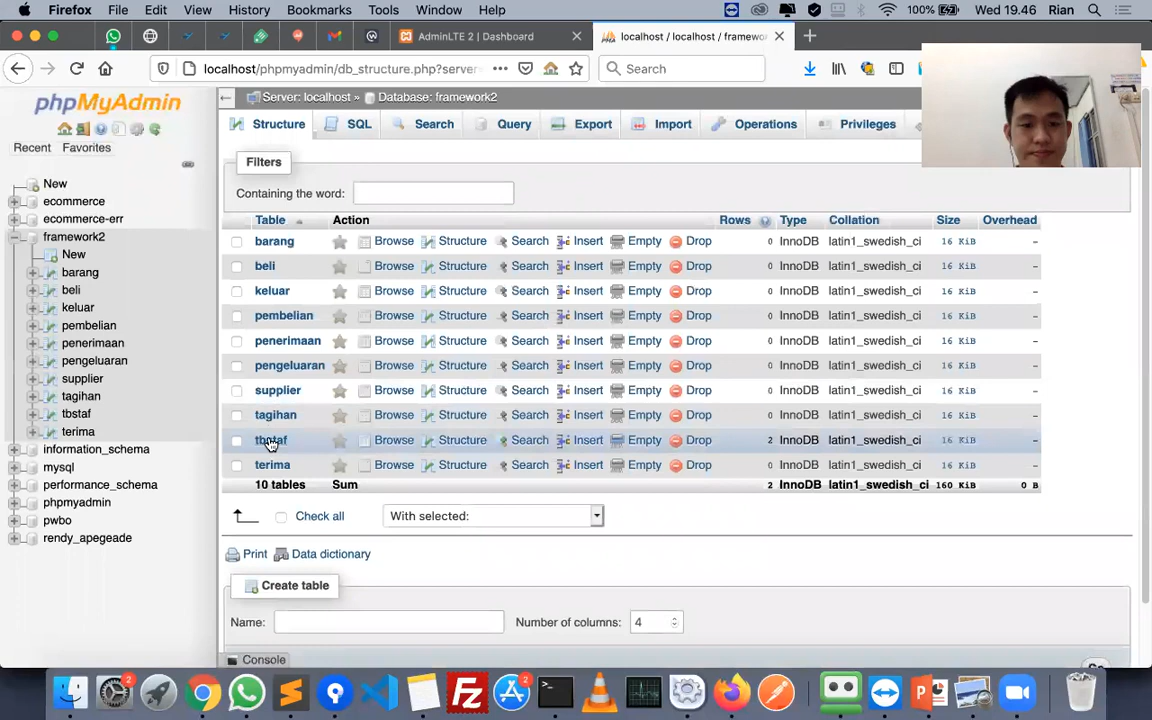 Firefox File Edit View History Bookmarks Tools Window Help 100% Wed 19.46 Rian
AdminLTE 2 | Dashboard
localhost / localhost / framewo
localhost/phpmyadmin/db_structure.php?server
Search
phpMyAdmin
Recent Favorites
New
ecommerce
ecommerce-err
framework2
New
barang
beli
keluar
pembelian
penerimaan
pengeluaran
supplier
tagihan
tbstaf
terima
information_schema
mysql
performance_schema
phpmyadmin
pwbo
rendy_apegeade
Server: localhost » Database: framework2
Structure SQL Search Query Export Import Operations Privileges
Filters
Containing the word:
Table Action Rows Type Collation Size Overhead
barang Browse Structure Search Insert Empty Drop 0 InnoDB latin1_swedish_ci 16 KiB –
beli Browse Structure Search Insert Empty Drop 0 InnoDB latin1_swedish_ci 16 KiB –
keluar Browse Structure Search Insert Empty Drop 0 InnoDB latin1_swedish_ci 16 KiB –
pembelian Browse Structure Search Insert Empty Drop 0 InnoDB latin1_swedish_ci 16 KiB –
penerimaan Browse Structure Search Insert Empty Drop 0 InnoDB latin1_swedish_ci 16 KiB –
pengeluaran Browse Structure Search Insert Empty Drop 0 InnoDB latin1_swedish_ci 16 KiB –
supplier Browse Structure Search Insert Empty Drop 0 InnoDB latin1_swedish_ci 16 KiB –
tagihan Browse Structure Search Insert Empty Drop 0 InnoDB latin1_swedish_ci 16 KiB –
tbstaf Browse Structure Search Insert Empty Drop 2 InnoDB latin1_swedish_ci 16 KiB –
terima Browse Structure Search Insert Empty Drop 0 InnoDB latin1_swedish_ci 16 KiB –
10 tables Sum 2 InnoDB latin1_swedish_ci 160 KiB 0 B
Check all With selected:
Print Data dictionary
Create table
Name: Number of columns: 4
Console
2 2